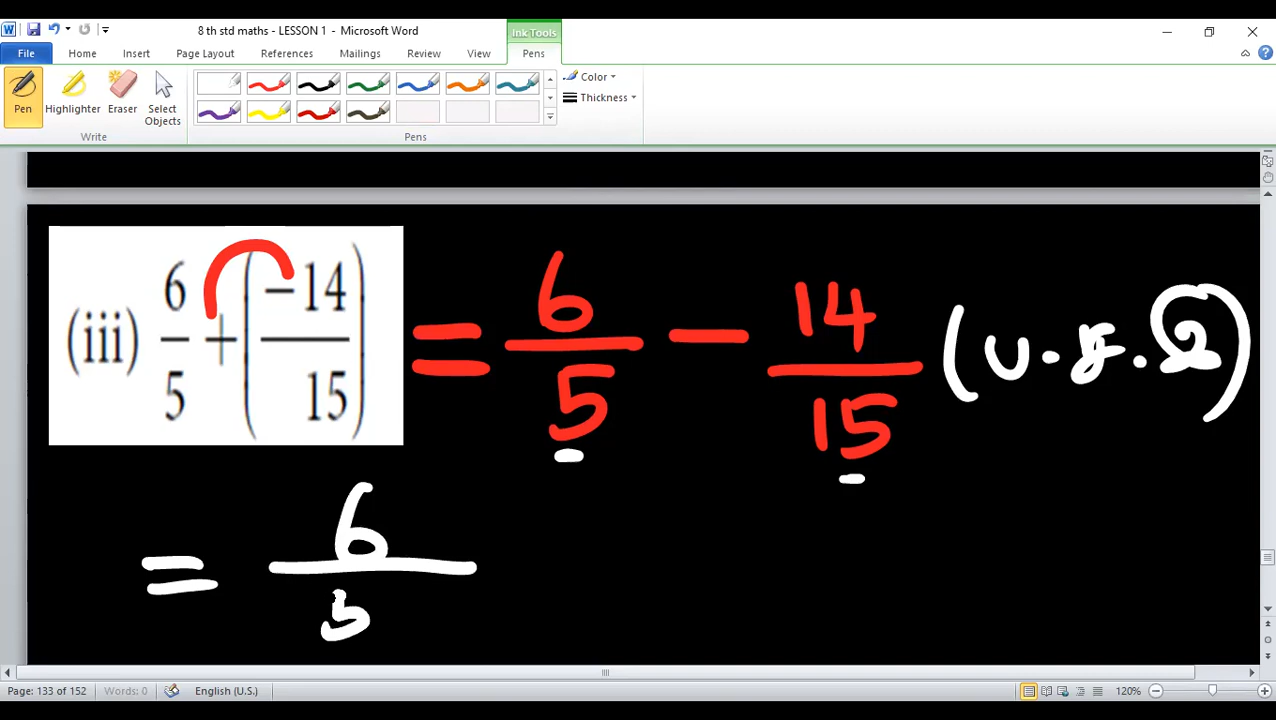 8 th std maths - LESSON 1 - Microsoft Word
Ink Tools
File Home Insert Page Layout References Mailings Review View Pens
Pen Highlighter Eraser Select Objects
Color
Thickness
Write Pens
(iii) 6/5 + (−14/15) = 6/5 − 14/15
= 6/5
Page: 133 of 152 Words: 0 English (U.S.) 120%